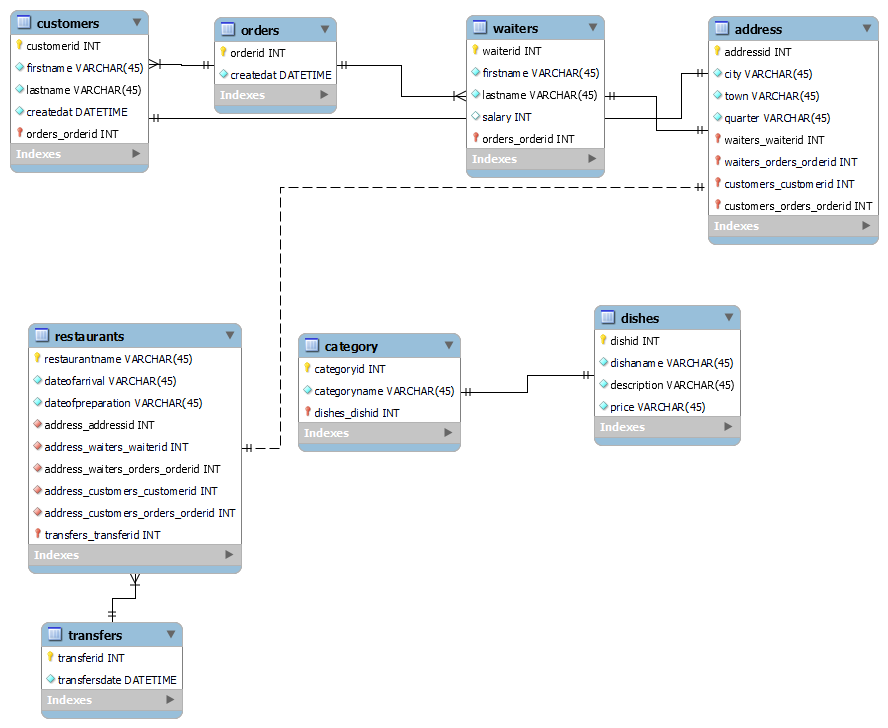 customers
customerid INT
firstname VARCHAR(45)
lastname VARCHAR(45)
createdat DATETIME
orders_orderid INT
Indexes
orders
orderid INT
createdat DATETIME
Indexes
waiters
waiterid INT
firstname VARCHAR(45)
lastname VARCHAR(45)
salary INT
orders_orderid INT
Indexes
address
addressid INT
city VARCHAR(45)
town VARCHAR(45)
quarter VARCHAR(45)
waiters_waiterid INT
waiters_orders_orderid INT
customers_customerid INT
customers_orders_orderid INT
Indexes
restaurants
restaurantname VARCHAR(45)
dateofarrival VARCHAR(45)
dateofpreparation VARCHAR(45)
address_addressid INT
address_waiters_waiterid INT
address_waiters_orders_orderid INT
address_customers_customerid INT
address_customers_orders_orderid INT
transfers_transferid INT
Indexes
category
categoryid INT
categoryname VARCHAR(45)
dishes_dishid INT
Indexes
dishes
dishid INT
dishaname VARCHAR(45)
description VARCHAR(45)
price VARCHAR(45)
Indexes
transfers
transferid INT
transfersdate DATETIME
Indexes